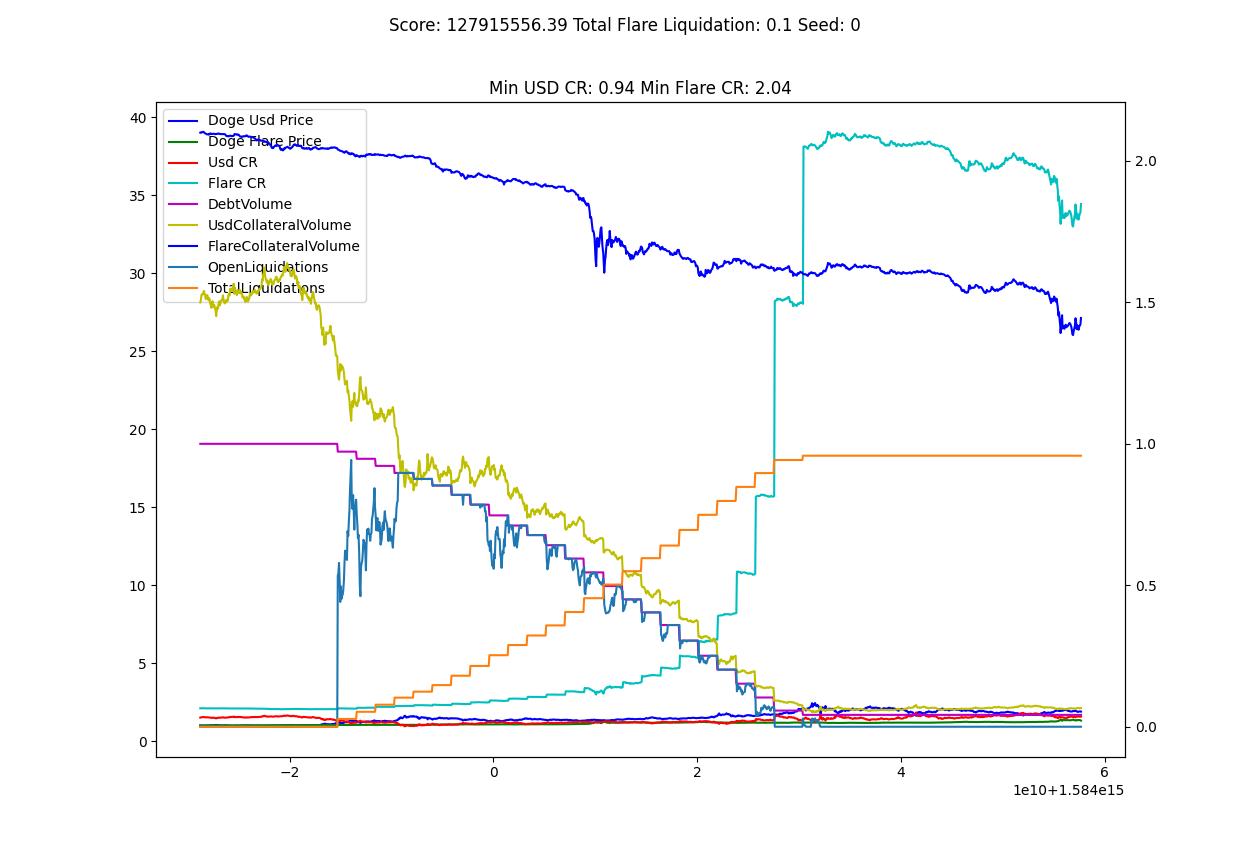 Score: 127915556.39 Total Flare Liquidation: 0.1 Seed: 0
Min USD CR: 0.94 Min Flare CR: 2.04
Doge Usd Price
Doge Flare Price
Usd CR
Flare CR
DebtVolume
UsdCollateralVolume
FlareCollateralVolume
OpenLiquidations
TotalLiquidations
40
35
30
25
20
15
10
5
0
2.0
1.5
1.0
0.5
0.0
−2
0
2
4
6
1e10+1.584e15